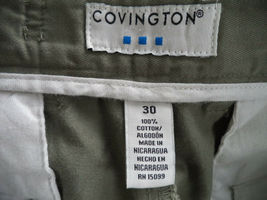 COVINGTON®
30
100%
COTTON/
ALGODÓN
MADE IN
NICARAGUA
HECHO EN
NICARAGUA
RN 15099